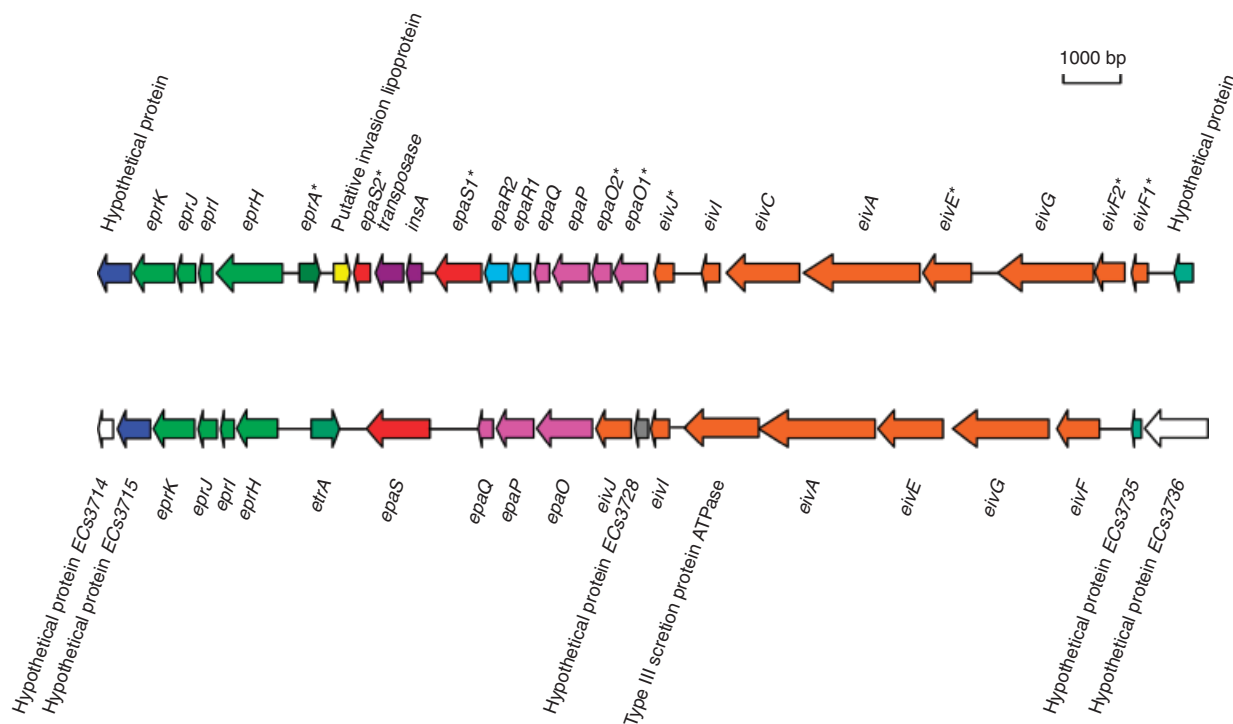 1000 bp
Hypothetical protein
eprK
eprJ
eprI
eprH
eprA*
Putative invasion lipoprotein
epaS2*
transposase
insA
epaS1*
epaR2
epaR1
epaQ
epaP
epaO2*
epaO1*
eivJ*
eivI
eivC
eivA
eivE*
eivG
eivF2*
eivF1*
Hypothetical protein
Hypothetical protein ECs3714
Hypothetical protein ECs3715
eprK
eprJ
eprI
eprH
etrA
epaS
epaQ
epaP
epaO
eivJ
Hypothetical protein ECs3728
eivI
Type III scretion protein ATPase
eivA
eivE
eivG
eivF
Hypothetical protein ECs3735
Hypothetical protein ECs3736